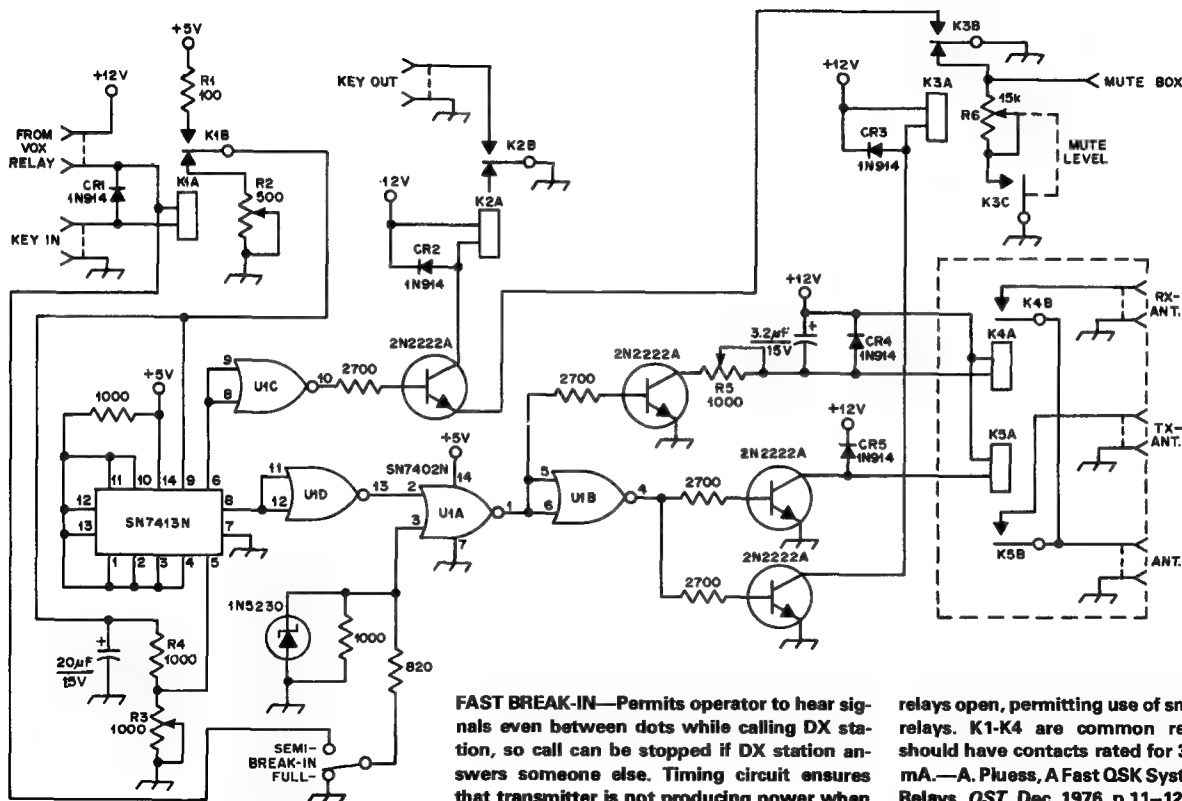 +5V
+12V
R1
100
FROM
VOX
RELAY
K1B
CR1
1N914
K1A
R2
500
KEY IN
KEY OUT
K2B
-12V
K2A
CR2
1N914
K3B
+12V
K3A
CR3
1N914
MUTE BOX
15k
R6
MUTE
LEVEL
K3C
+5V
1000
9
8
U1C
10
2700
2N2222A
11
10
14
9
6
12
13
SN7413N
8
7
1
2
3
4
5
11
12
U1D
13
SN7402N
+5V
14
2
3
U1A
1
7
2700
2N2222A
5
6
U1B
4
R5
1000
+12V
3.2µF
15V
CR4
1N914
+12V
CR5
1N914
2700
2N2222A
2700
2N2222A
K4B
K4A
K5A
K5B
RX-
ANT.
TX-
ANT.
ANT.
1N5230
1000
820
20µF
15V
R4
1000
R3
1000
SEMI-
BREAK-IN
FULL-
FAST BREAK-IN—Permits operator to hear sig-
nals even between dots while calling DX sta-
tion, so call can be stopped if DX station an-
swers someone else. Timing circuit ensures
that transmitter is not producing power when
relays open, permitting use of sm
relays. K1-K4 are common re
should have contacts rated for 3
mA.—A. Pluess, A Fast QSK Syst
Relays, QST, Dec. 1976, p 11–12